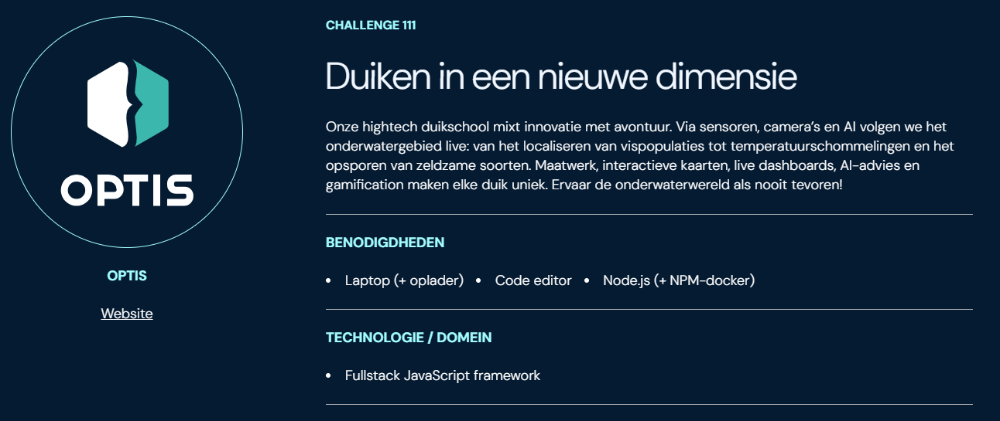 CHALLENGE 111
Duiken in een nieuwe dimensie
Onze hightech duikschool mixt innovatie met avontuur. Via sensoren, camera’s en AI volgen we het
onderwatergebied live: van het localiseren van vispopulaties tot temperatuurschommelingen en het
opsporen van zeldzame soorten. Maatwerk, interactieve kaarten, live dashboards, AI-advies en
gamification maken elke duik uniek. Ervaar de onderwaterwereld als nooit tevoren!
OPTIS
OPTIS
Website
BENODIGDHEDEN
• Laptop (+ oplader) • Code editor • Node.js (+ NPM-docker)
TECHNOLOGIE / DOMEIN
• Fullstack JavaScript framework